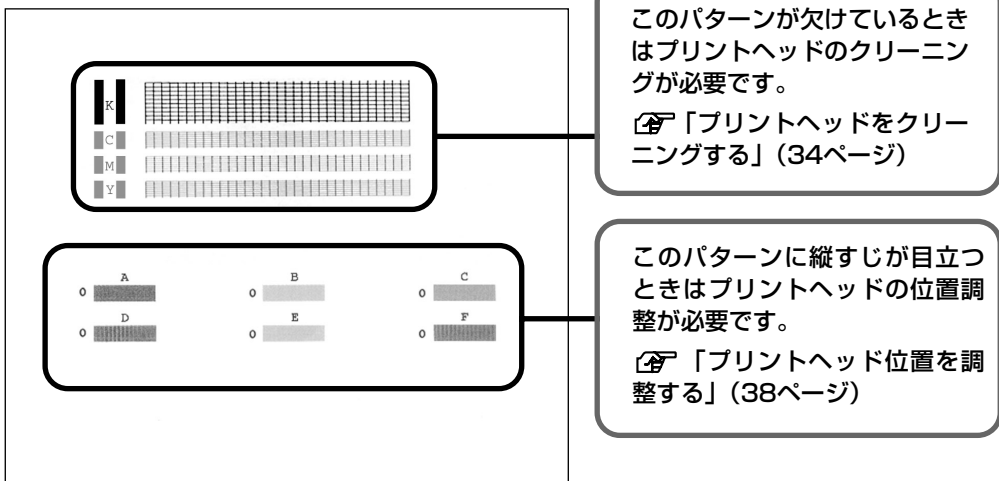 K
C
M
Y
このパターンが欠けているとき
はプリントヘッドのクリーニン
グが必要です。
「プリントヘッドをクリー
ニングする」（34ページ）
A B C
0 0 0
D E F
0 0 0
このパターンに縦すじが目立つ
ときはプリントヘッドの位置調
整が必要です。
「プリントヘッド位置を調
整する」（38ページ）